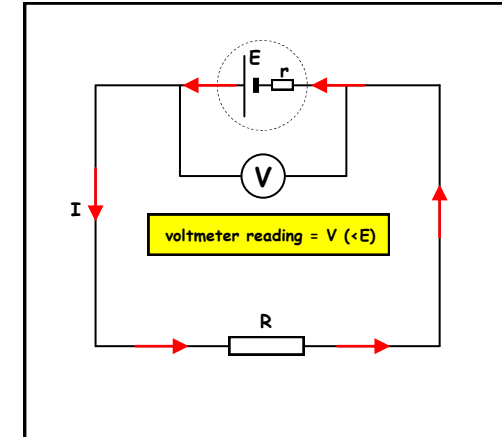 E
r
V
I
voltmeter reading = V (<E)
R